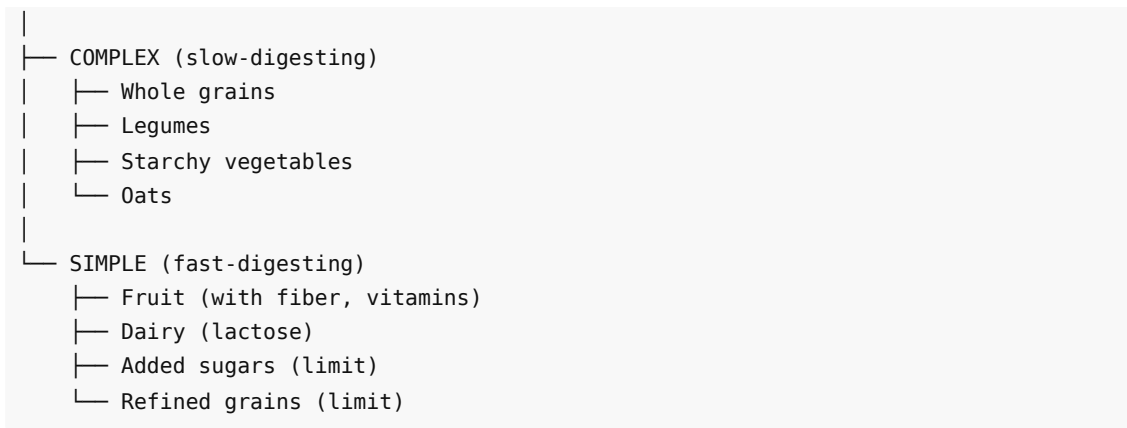 │
├── COMPLEX (slow-digesting)
│   ├── Whole grains
│   ├── Legumes
│   ├── Starchy vegetables
│   └── Oats
│
└── SIMPLE (fast-digesting)
    ├── Fruit (with fiber, vitamins)
    ├── Dairy (lactose)
    ├── Added sugars (limit)
    └── Refined grains (limit)